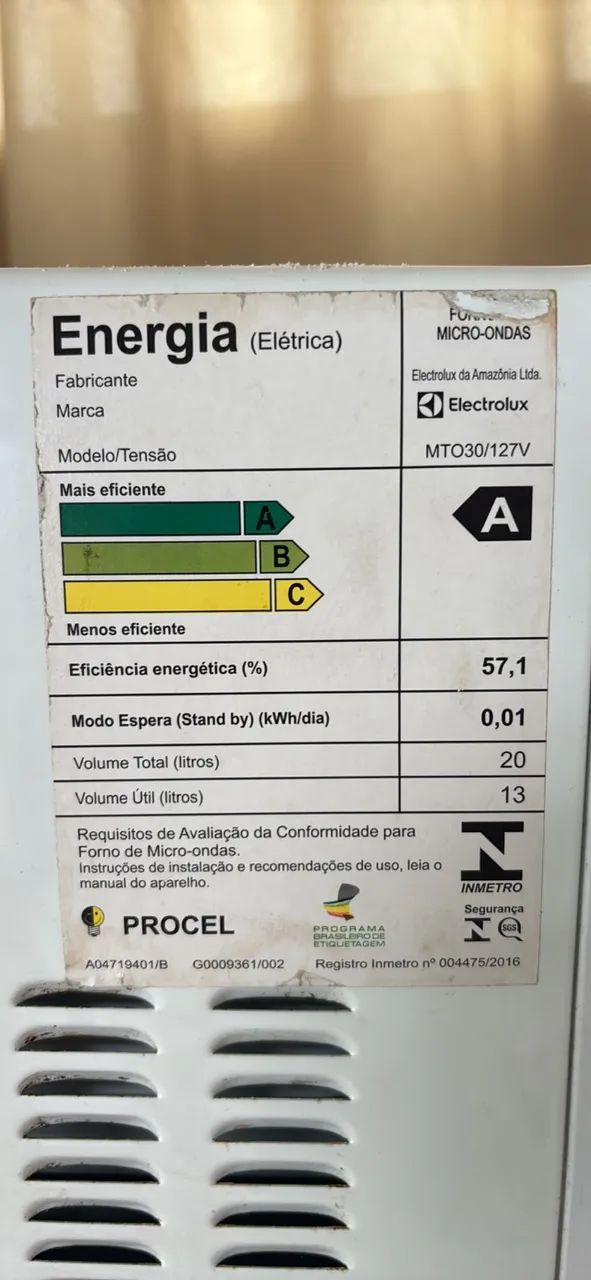 Energia (Elétrica)
MICRO-ONDAS
Fabricante
Electrolux da Amazônia Ltda.
Marca
Electrolux
Modelo/Tensão
MTO30/127V
Mais eficiente
A
A
B
C
Menos eficiente
Eficiência energética (%)
57,1
Modo Espera (Stand by) (kWh/dia)
0,01
Volume Total (litros)
20
Volume Útil (litros)
13
Requisitos de Avaliação da Conformidade para
Forno de Micro-ondas.
Instruções de instalação e recomendações de uso, leia o
manual do aparelho.
INMETRO
PROCEL
PROGRAMA
BRASILEIRO DE
ETIQUETAGEM
Segurança
SGS
A04719401/B G0009361/002 Registro Inmetro nº 004475/2016